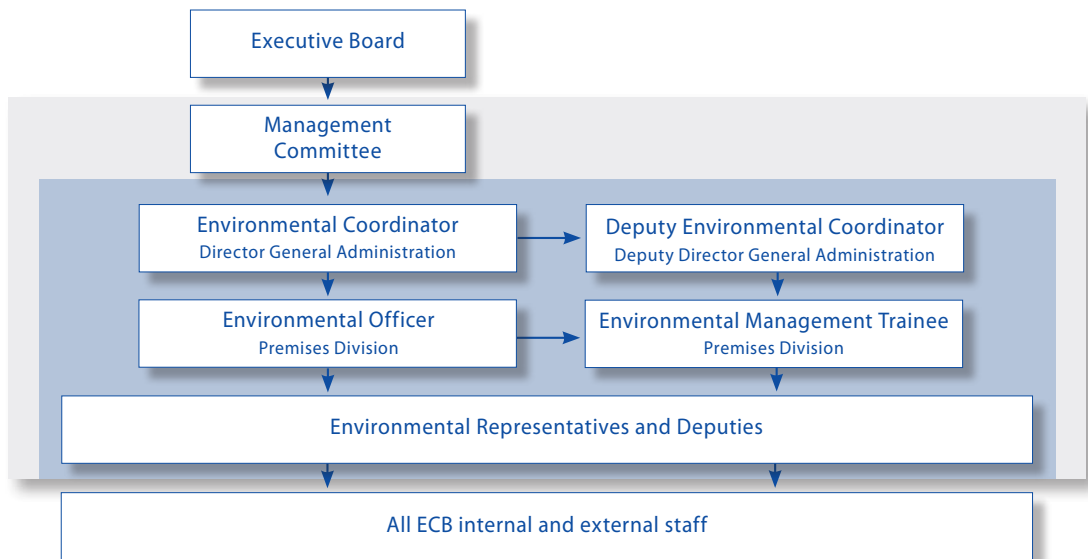 Executive Board
Management
Committee
Environmental Coordinator
Director General Administration
Deputy Environmental Coordinator
Deputy Director General Administration
Environmental Officer
Premises Division
Environmental Management Trainee
Premises Division
Environmental Representatives and Deputies
All ECB internal and external staff